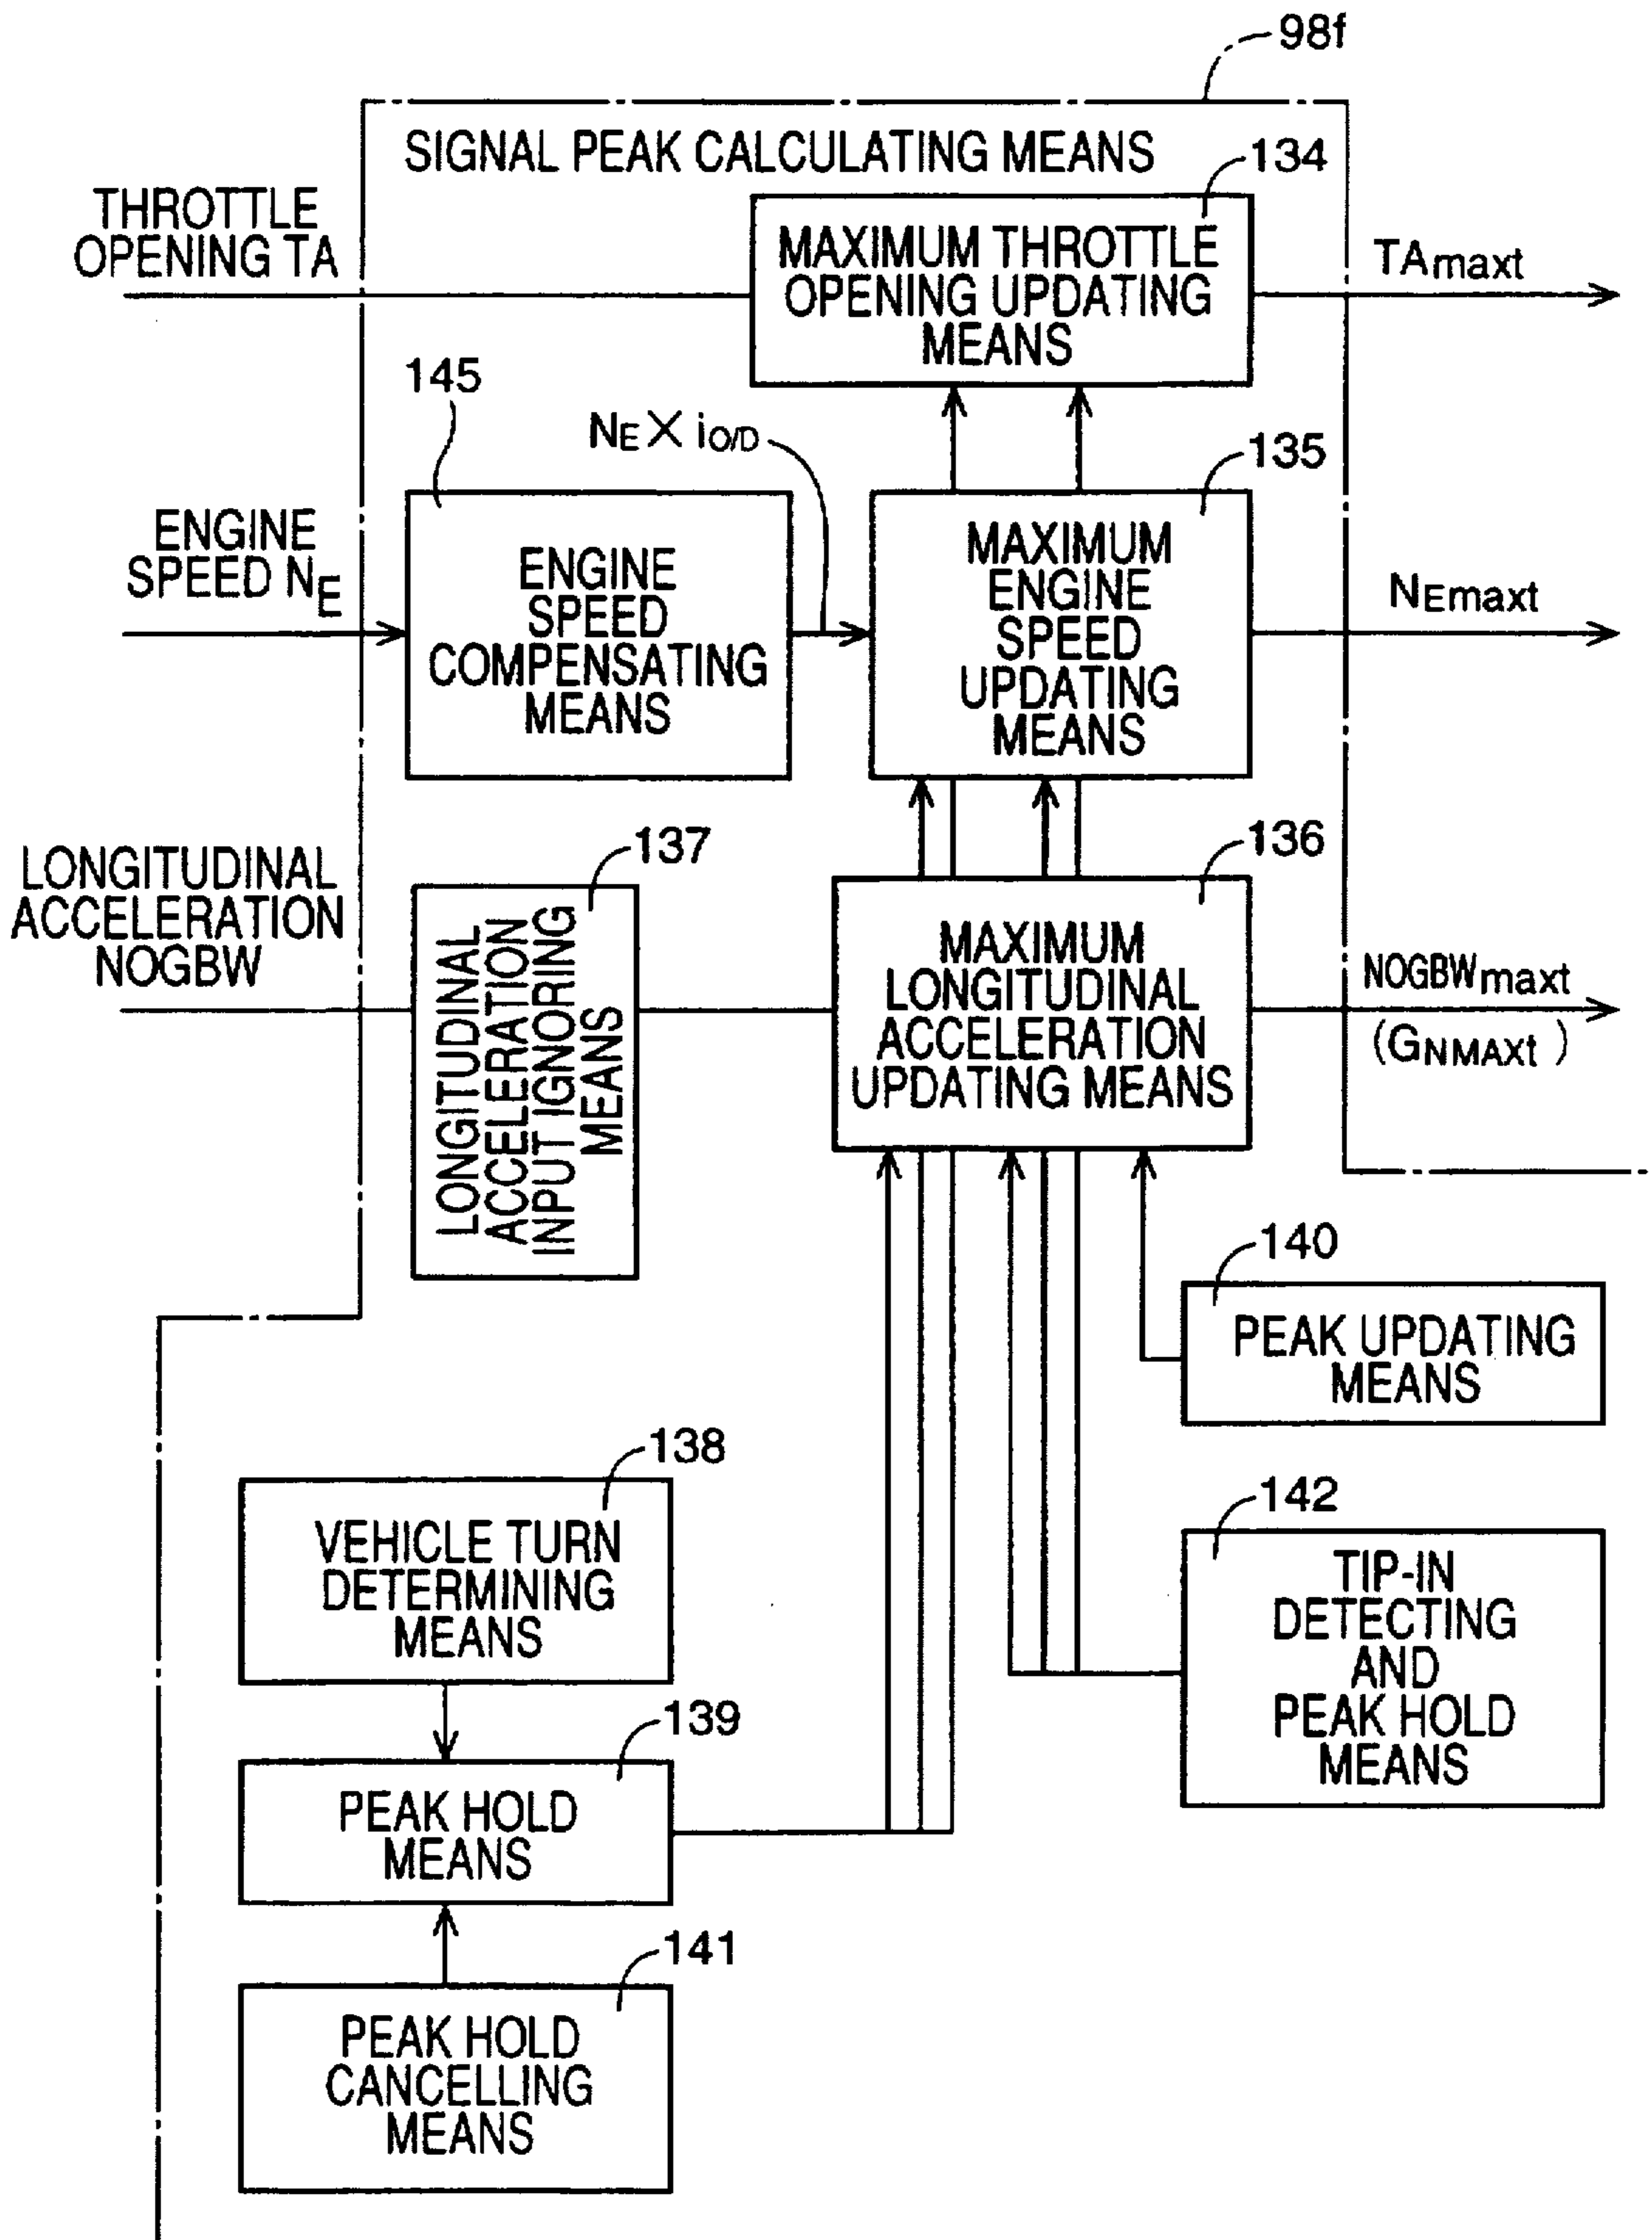 98f
SIGNAL PEAK CALCULATING MEANS
134
THROTTLE
OPENING TA
MAXIMUM THROTTLE
OPENING UPDATING
MEANS
TAmaxt
145
NE X iO/D
135
ENGINE
SPEED NE
ENGINE
SPEED
COMPENSATING
MEANS
MAXIMUM
ENGINE
SPEED
UPDATING
MEANS
NEmaxt
137
136
LONGITUDINAL
ACCELERATION
NOGBW
LONGITUDINAL
ACCELERATION
INPUT IGNORING
MEANS
MAXIMUM
LONGITUDINAL
ACCELERATION
UPDATING MEANS
NOGBWmaxt
(GNMAXt)
140
PEAK UPDATING
MEANS
138
VEHICLE TURN
DETERMINING
MEANS
142
TIP-IN
DETECTING
AND
PEAK HOLD
MEANS
139
PEAK HOLD
MEANS
141
PEAK HOLD
CANCELLING
MEANS